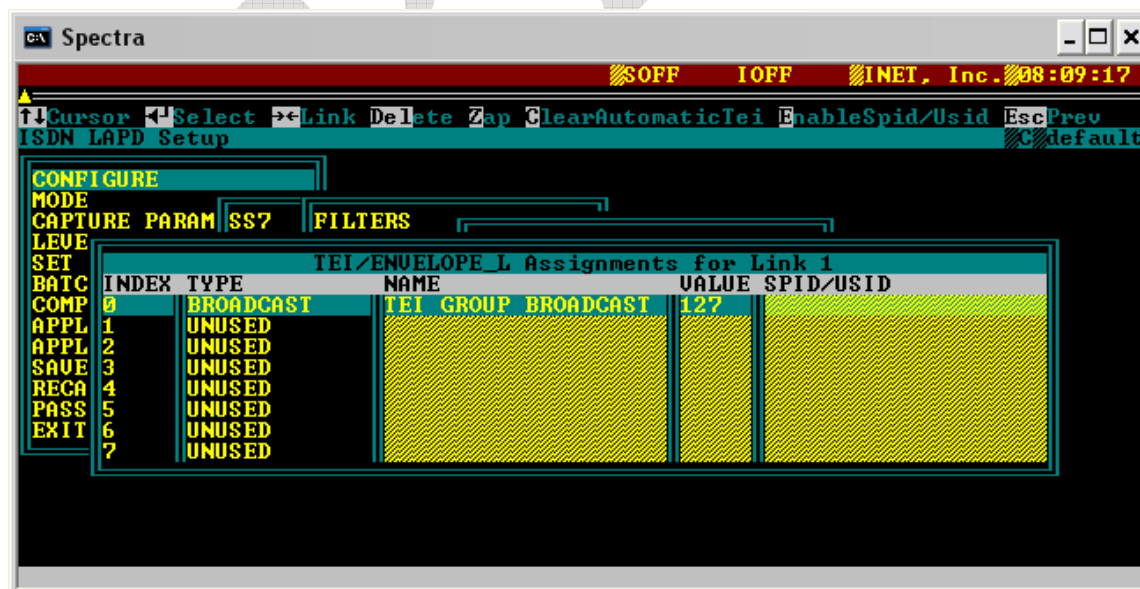 Spectra
SOFF IOFF INET, Inc. 08:09:17
↑↓Cursor ↵Select →←Link Delete Zap ClearAutomaticTei EnableSpid/Usid EscPrev
ISDN LAPD Setup C default
CONFIGURE
MODE
CAPTURE PARAM SS7 FILTERS
LEVE
SET TEI/ENVELOPE_L Assignments for Link 1
BATC INDEX TYPE NAME VALUE SPID/USID
COMP 0 BROADCAST TEI GROUP BROADCAST 127
APPL 1 UNUSED
APPL 2 UNUSED
SAVE 3 UNUSED
RECA 4 UNUSED
PASS 5 UNUSED
EXIT 6 UNUSED
7 UNUSED